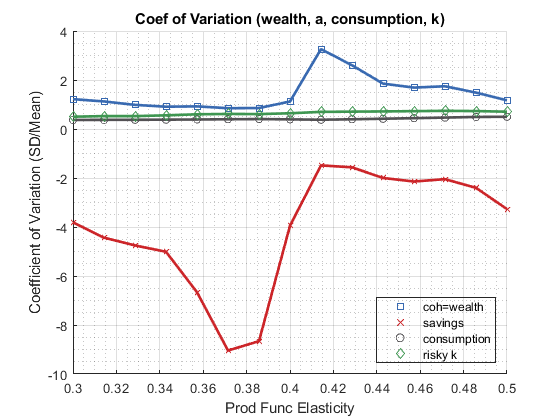 Coef of Variation (wealth, a, consumption, k)
4
2
0
-2
-4
-6
-8
-10
Coefficient of Variation (SD/Mean)
coh=wealth
savings
consumption
risky k
0.3 0.32 0.34 0.36 0.38 0.4 0.42 0.44 0.46 0.48 0.5
Prod Func Elasticity